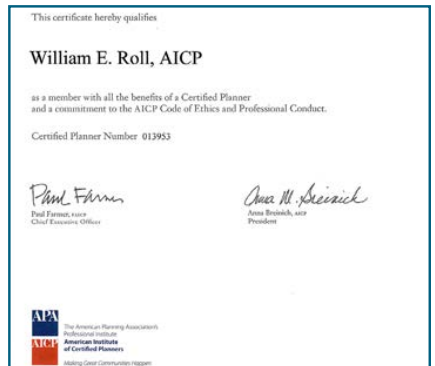 This certificate hereby qualifies
William E. Roll, AICP
as a member with all the benefits of a Certified Planner
and a commitment to the AICP Code of Ethics and Professional Conduct.
Certified Planner Number 013953
Paul Farmer
Anna M. Breinich
Paul Farmer, FAICP
Chief Executive Officer
Anna Breinich, AICP
President
APA
The American Planning Association's
Professional Institute
AICP
American Institute
of Certified Planners
Making Great Communities Happen